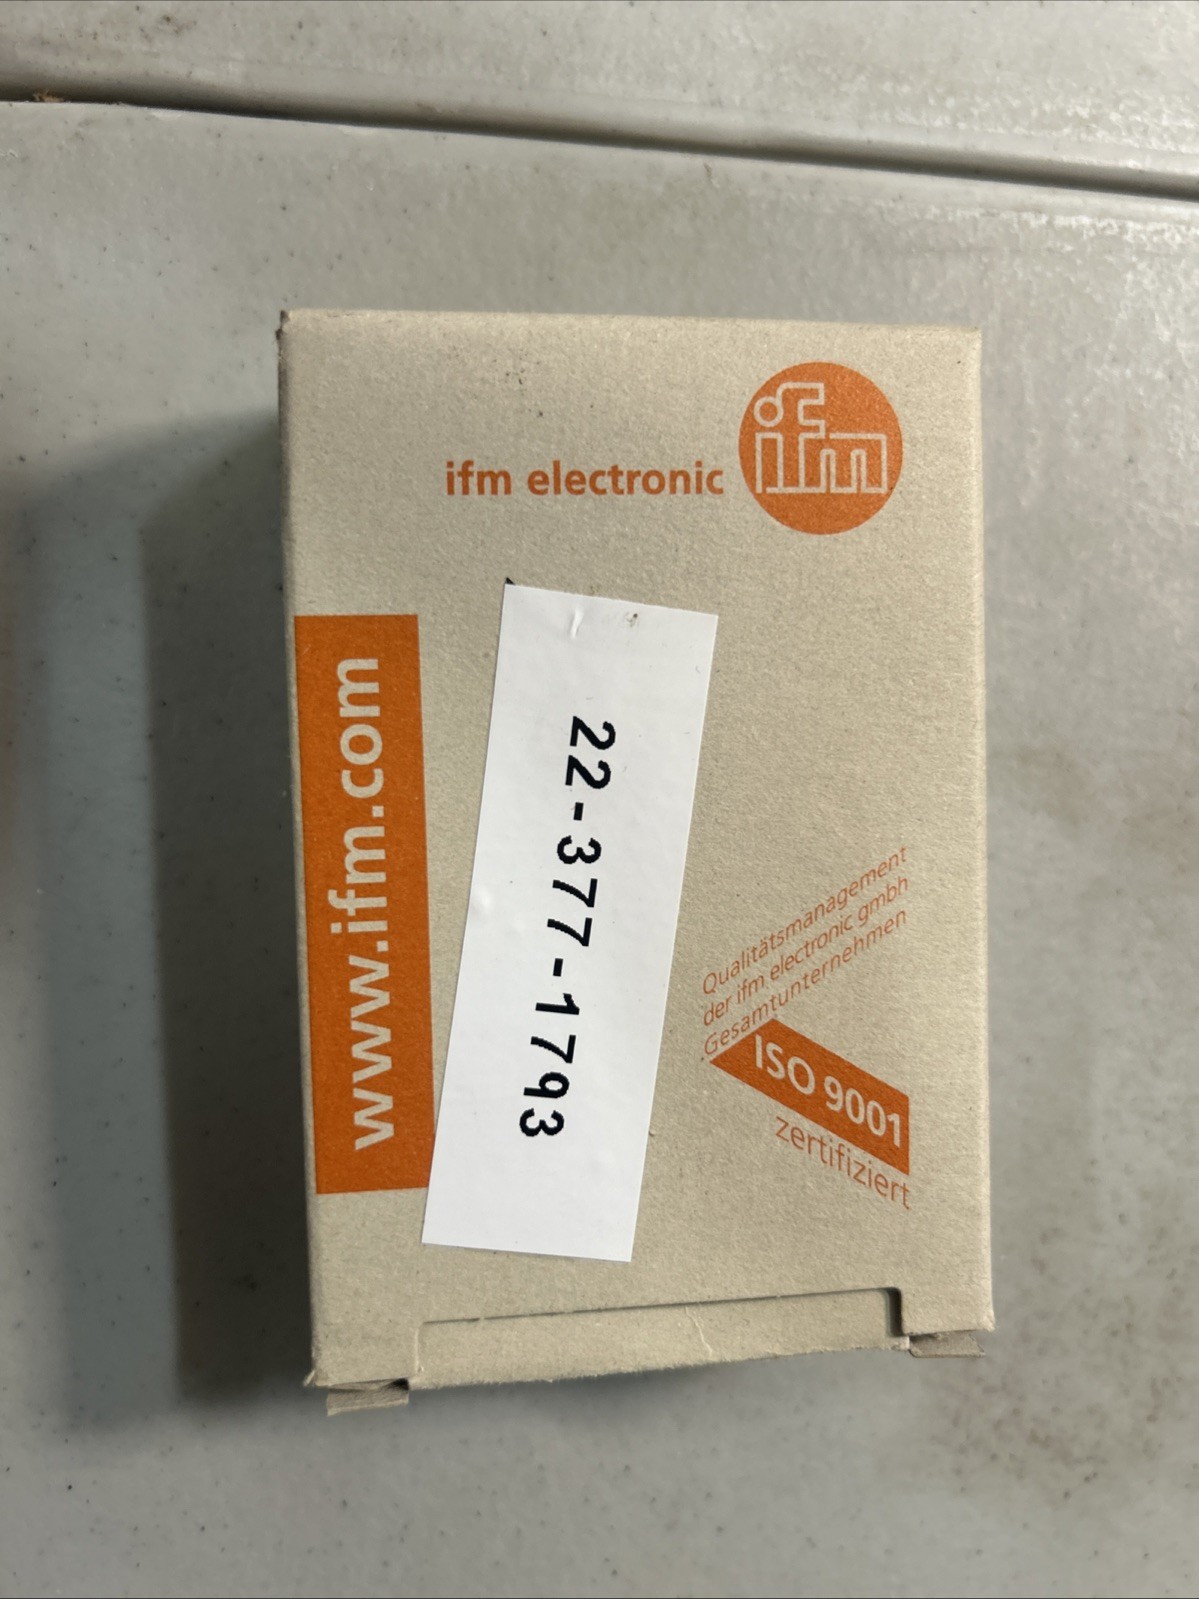 ifm electronic
ifm
www.ifm.com
22-377-1793
Qualitätsmanagement
der ifm electronic gmbh
Gesamtunternehmen
ISO 9001
zertifiziert